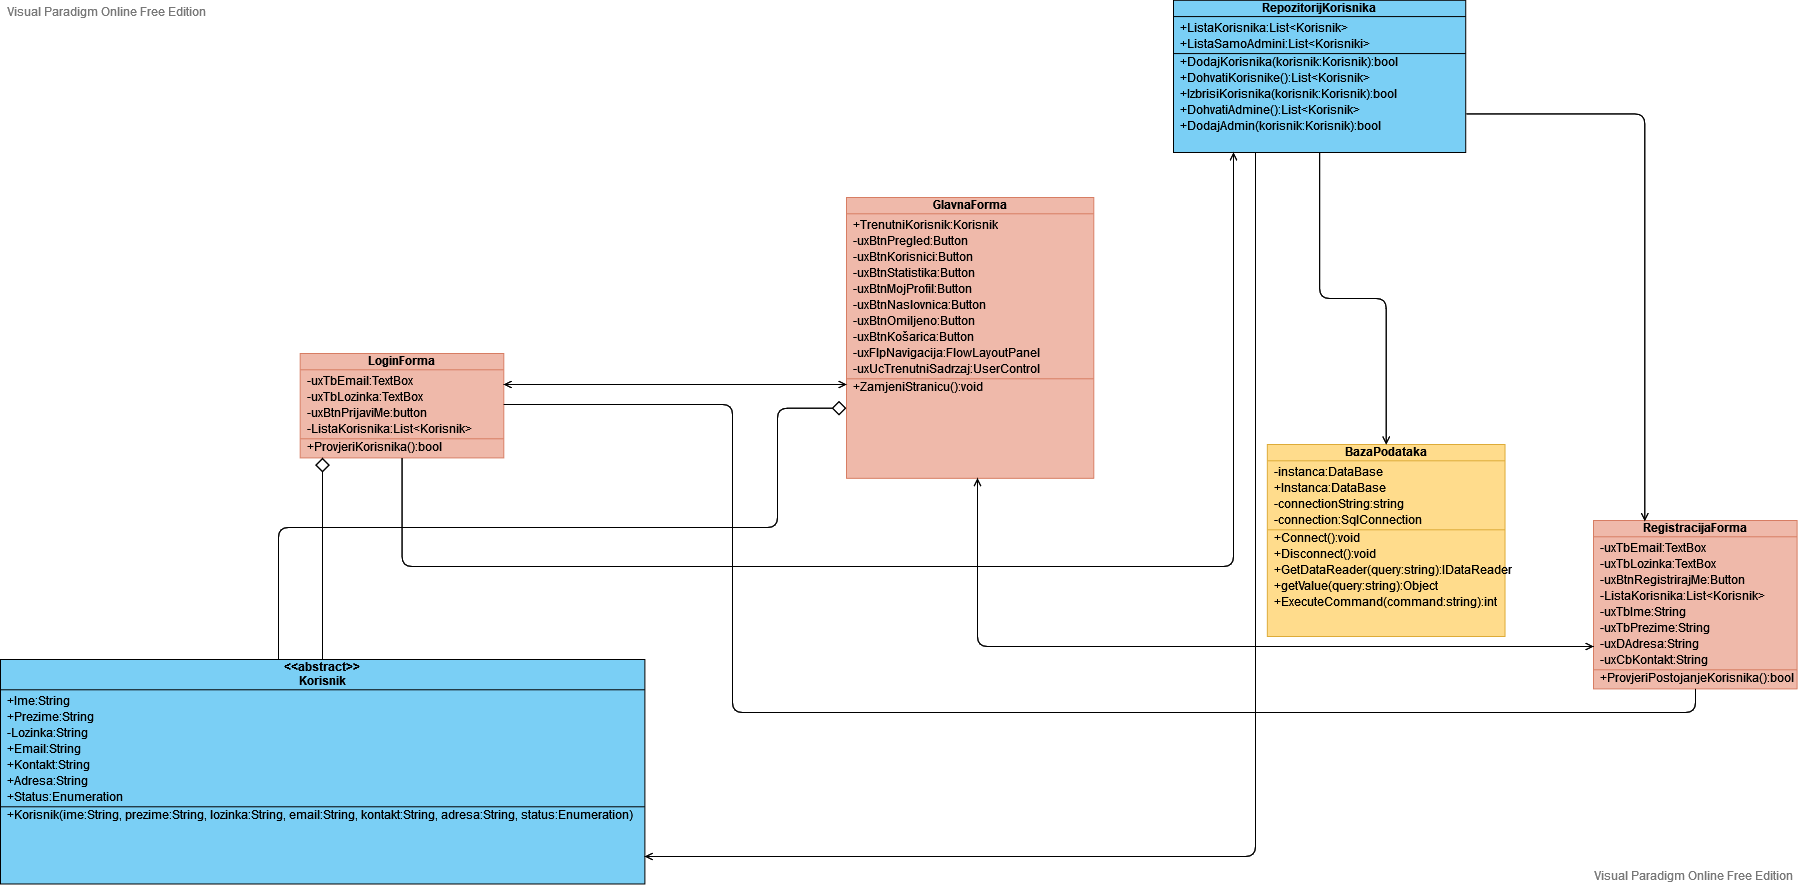 Visual Paradigm Online Free Edition
RepozitorijKorisnika
+ListaKorisnika:List<Korisnik>
+ListaSamoAdmini:List<Korisniki>
+DodajKorisnika(korisnik:Korisnik):bool
+DohvatiKorisnike():List<Korisnik>
+IzbrisiKorisnika(korisnik:Korisnik):bool
+DohvatiAdmine():List<Korisnik>
+DodajAdmin(korisnik:Korisnik):bool
GlavnaForma
+TrenutniKorisnik:Korisnik
-uxBtnPregled:Button
-uxBtnKorisnici:Button
-uxBtnStatistika:Button
-uxBtnMojProfil:Button
-uxBtnNaslovnica:Button
-uxBtnOmiljeno:Button
-uxBtnKošarica:Button
-uxFlpNavigacija:FlowLayoutPanel
-uxUcTrenutniSadrzaj:UserControl
+ZamjeniStranicu():void
LoginForma
-uxTbEmail:TextBox
-uxTbLozinka:TextBox
-uxBtnPrijaviMe:button
-ListaKorisnika:List<Korisnik>
+ProvjeriKorisnika():bool
BazaPodataka
-instanca:DataBase
+Instanca:DataBase
-connectionString:string
-connection:SqlConnection
+Connect():void
+Disconnect():void
+GetDataReader(query:string):IDataReader
+getValue(query:string):Object
+ExecuteCommand(command:string):int
RegistracijaForma
-uxTbEmail:TextBox
-uxTbLozinka:TextBox
-uxBtnRegistrirajMe:Button
-ListaKorisnika:List<Korisnik>
-uxTbIme:String
-uxTbPrezime:String
-uxDAdresa:String
-uxCbKontakt:String
+ProvjeriPostojanjeKorisnika():bool
<<abstract>>
Korisnik
+Ime:String
+Prezime:String
-Lozinka:String
+Email:String
+Kontakt:String
+Adresa:String
+Status:Enumeration
+Korisnik(ime:String, prezime:String, lozinka:String, email:String, kontakt:String, adresa:String, status:Enumeration)
Visual Paradigm Online Free Edition